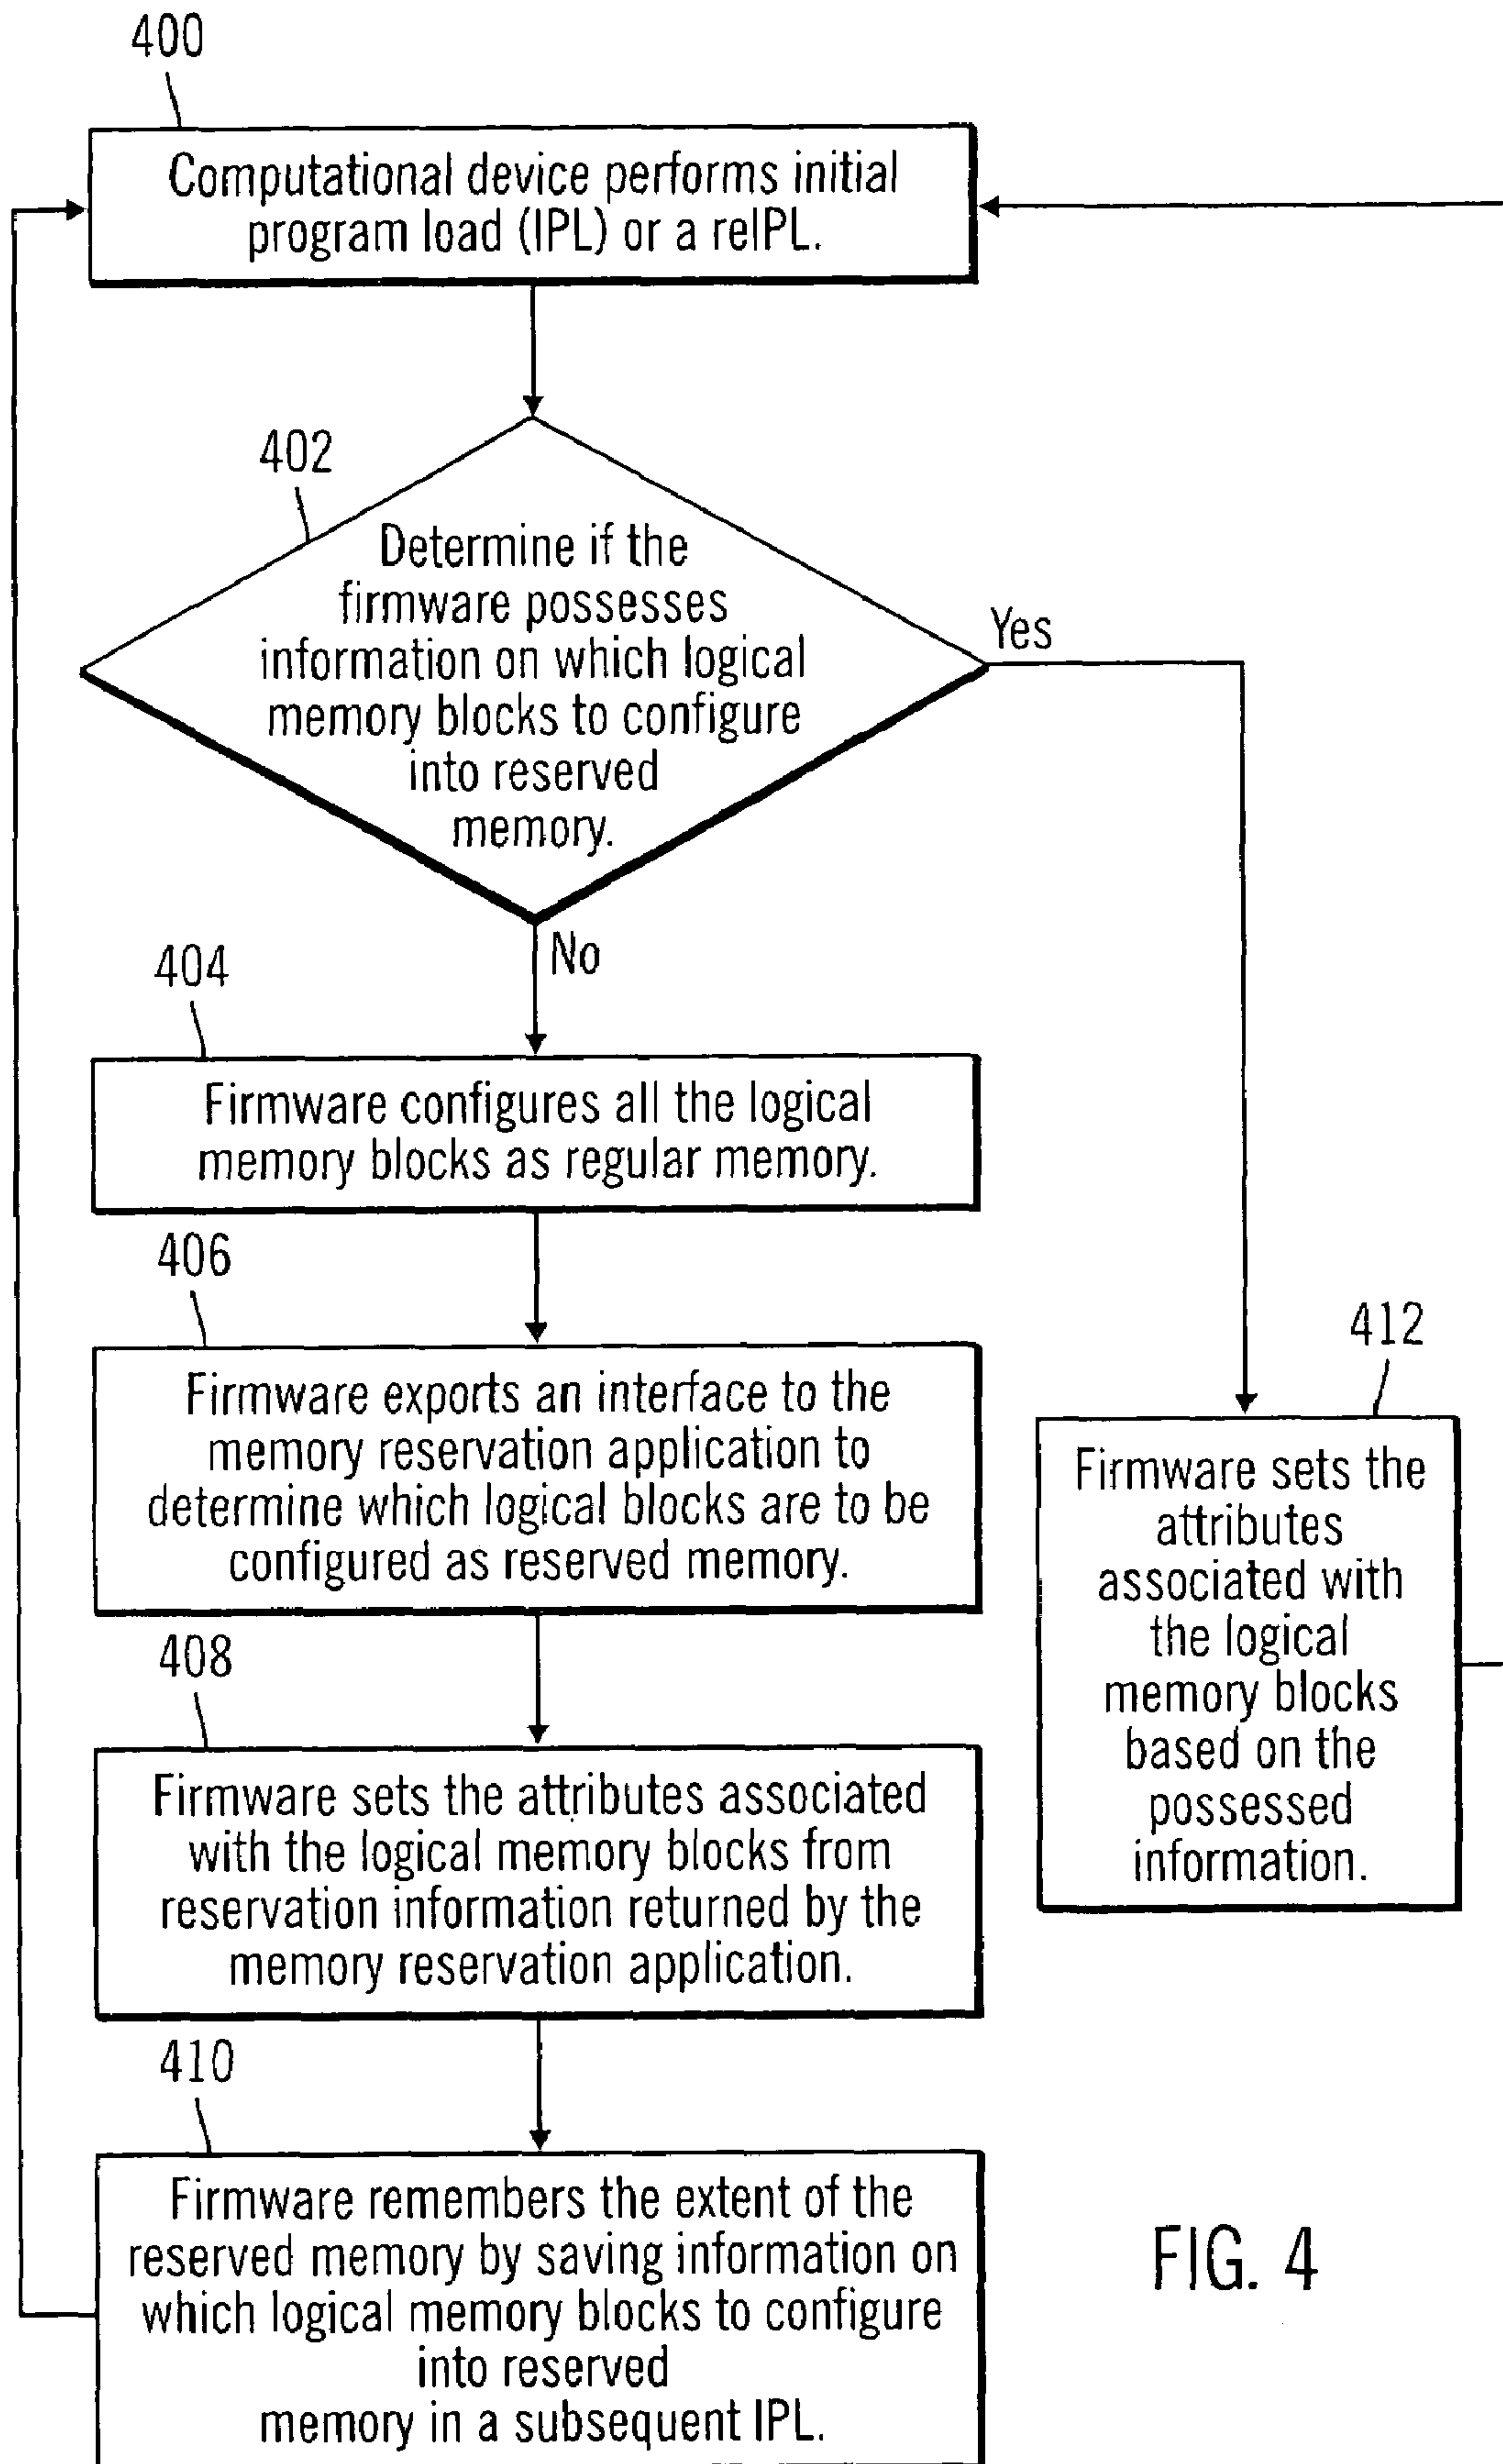 400
Computational device performs initial
program load (IPL) or a reIPL.
402
Determine if the
firmware possesses
information on which logical
memory blocks to configure
into reserved
memory.
Yes
No
404
Firmware configures all the logical
memory blocks as regular memory.
406
Firmware exports an interface to the
memory reservation application to
determine which logical blocks are to be
configured as reserved memory.
412
Firmware sets the
attributes
associated with
the logical
memory blocks
based on the
possessed
information.
408
Firmware sets the attributes associated
with the logical memory blocks from
reservation information returned by the
memory reservation application.
410
Firmware remembers the extent of the
reserved memory by saving information on
which logical memory blocks to configure
into reserved
memory in a subsequent IPL.
FIG. 4